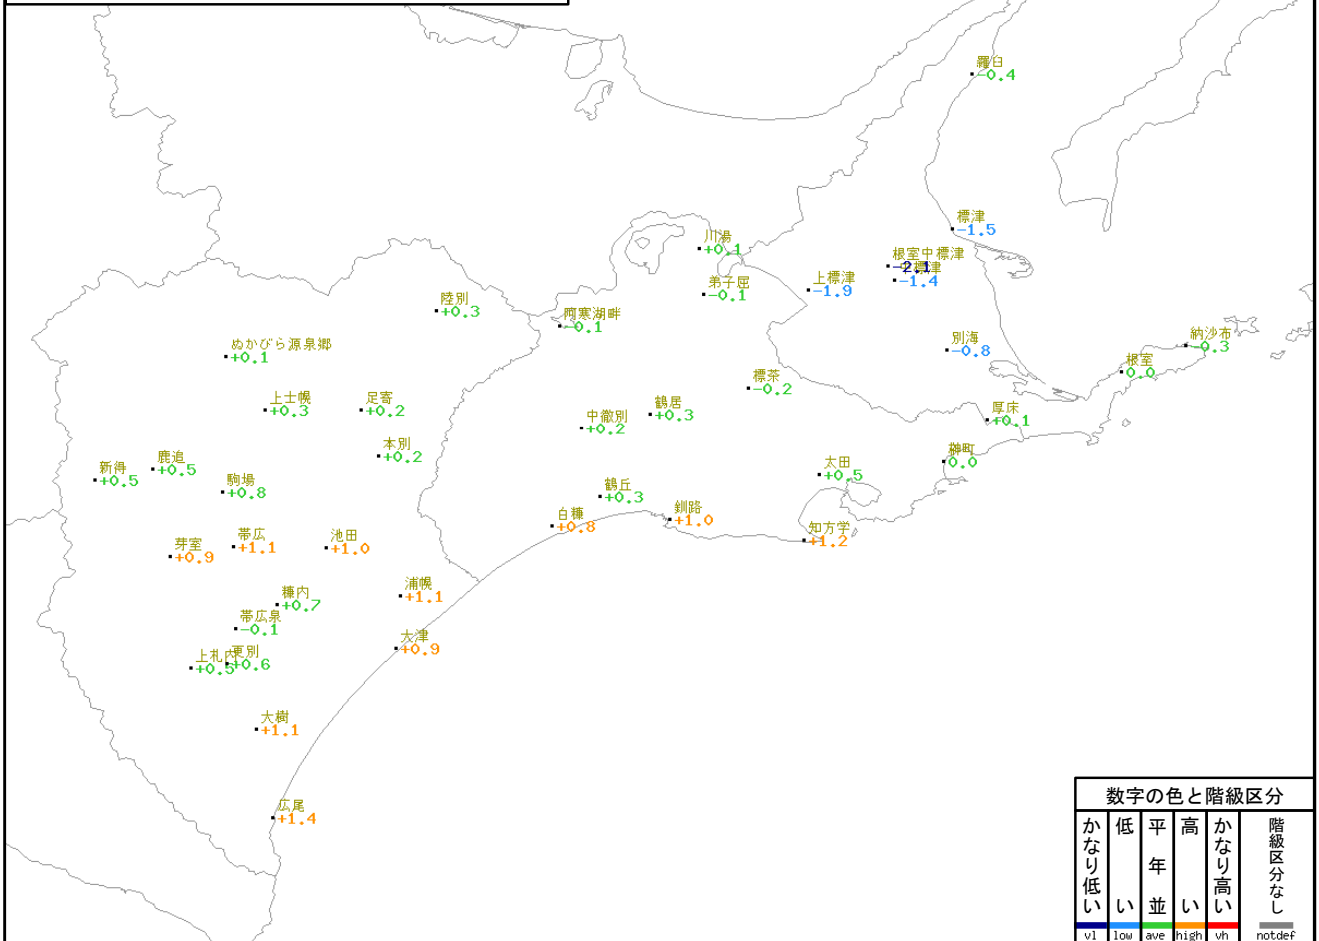 羅臼
-0.4
標津
-1.5
川湯
+0.1
根室中標津
-2.1
中標津
-1.4
上標津
-1.9
弟子屈
-0.1
陸別
+0.3
阿寒湖畔
-0.1
納沙布
-0.3
別海
-0.8
ぬかびら源泉郷
+0.1
根室
0.0
標茶
-0.2
上士幌
+0.3
足寄
+0.2
鶴居
+0.3
厚床
+0.1
中徹別
+0.2
本別
+0.2
榊町
0.0
鹿追
+0.5
新得
+0.5
太田
+0.5
駒場
+0.8
鶴丘
+0.3
釧路
+1.0
白糠
+0.8
知方学
+1.2
帯広
+1.1
池田
+1.0
芽室
+0.9
浦幌
+1.1
糠内
+0.7
帯広泉
-0.1
大津
+0.9
更別
+0.6
上札内
+0.5
大樹
+1.1
広尾
+1.4
数字の色と階級区分
かなり低い
低い
平年並
高い
かなり高い
階級区分なし
vl low ave high vh notdef